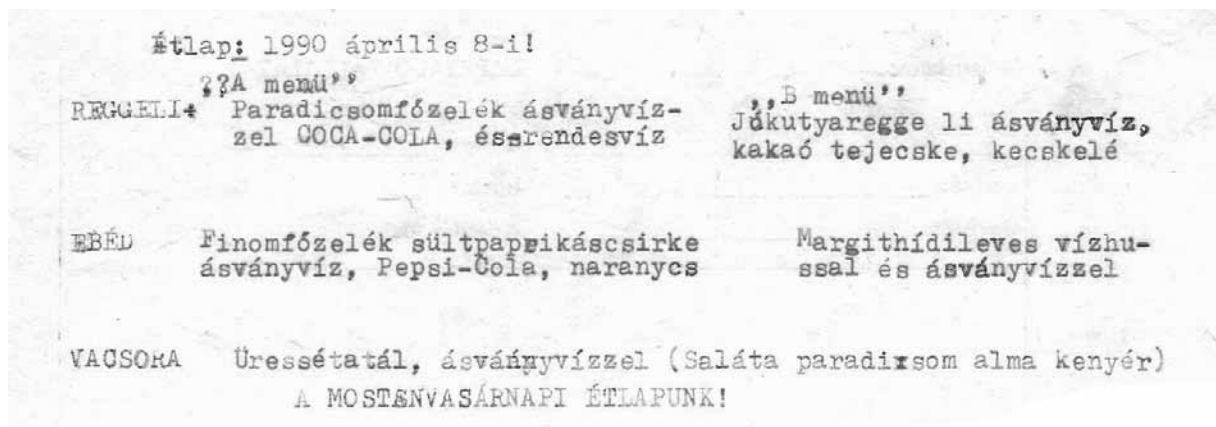 Étlap: 1990 április 8-i!
??A menü"
,,B menü''
REGGELI+ Paradicsomfőzelék ásványvíz-
zel COCA-COLA, ésSrendesvíz
Jókutyaregge li ásványvíz,
kakaó tejecske, kecskelé
EBÉD Finomfőzelék sültpaprikáscsirke
ásványvíz, Pepsi-Cola, naranycs
Margithídileves vízhu-
ssal és ásványvízzel
VACSORA Üressétatál, ásványvízzel (Saláta paradixsom alma kenyér)
A MOSTENVASÁRNAPI ÉTLAPUNK!